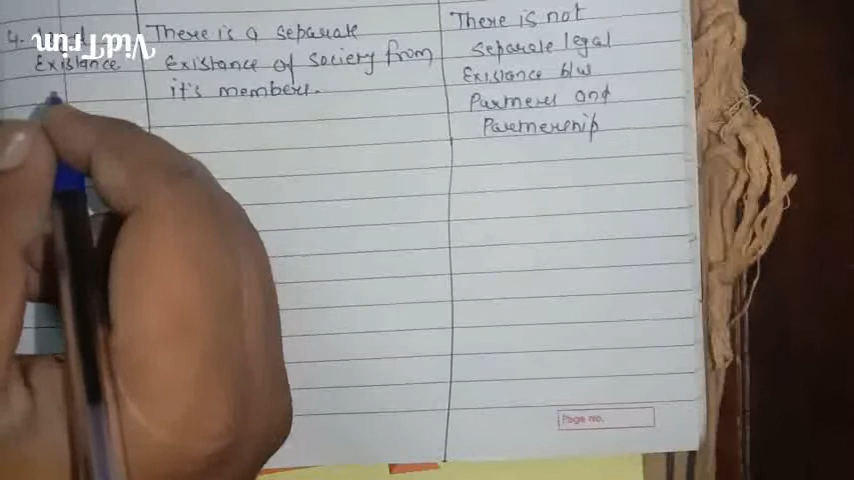 4.
Existance
There is a separate
Existance of society from
it's members.
There is not
separate legal
Existance b/w
Partners and
Partnership
VidTrim
Page no.